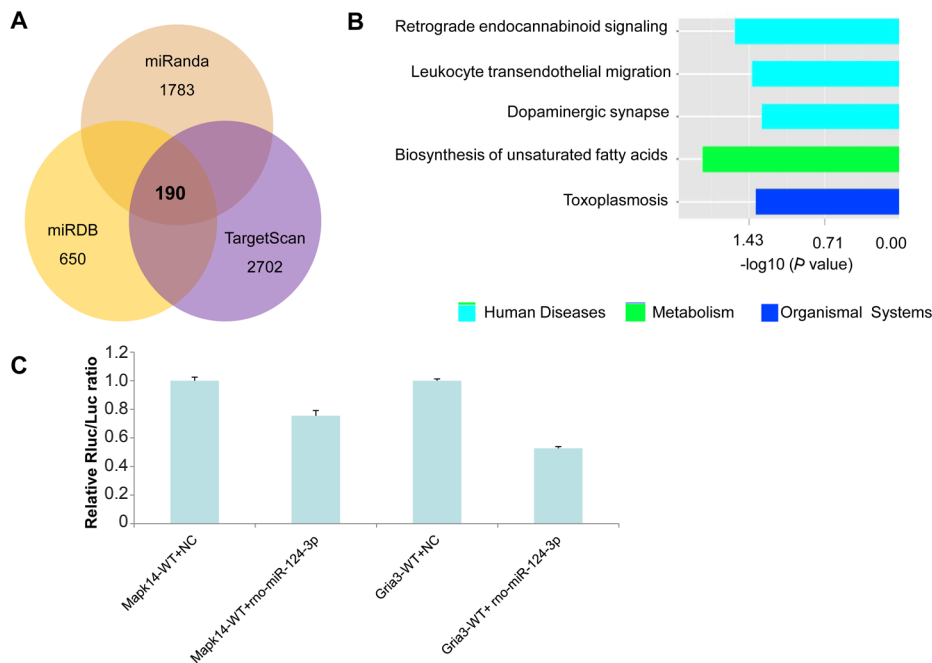 A
miRanda
1783
190
miRDB
650
TargetScan
2702
B
Retrograde endocannabinoid signaling
Leukocyte transendothelial migration
Dopaminergic synapse
Biosynthesis of unsaturated fatty acids
Toxoplasmosis
1.43 0.71 0.00
-log10 (P value)
Human Diseases Metabolism Organismal Systems
C
Relative Rluc/Luc ratio
1.2
1.0
0.8
0.6
0.4
0.2
0
Mapk14-WT+NC
Mapk14-WT+rno-miR-124-3p
Gria3-WT+NC
Gria3-WT+ rno-miR-124-3p